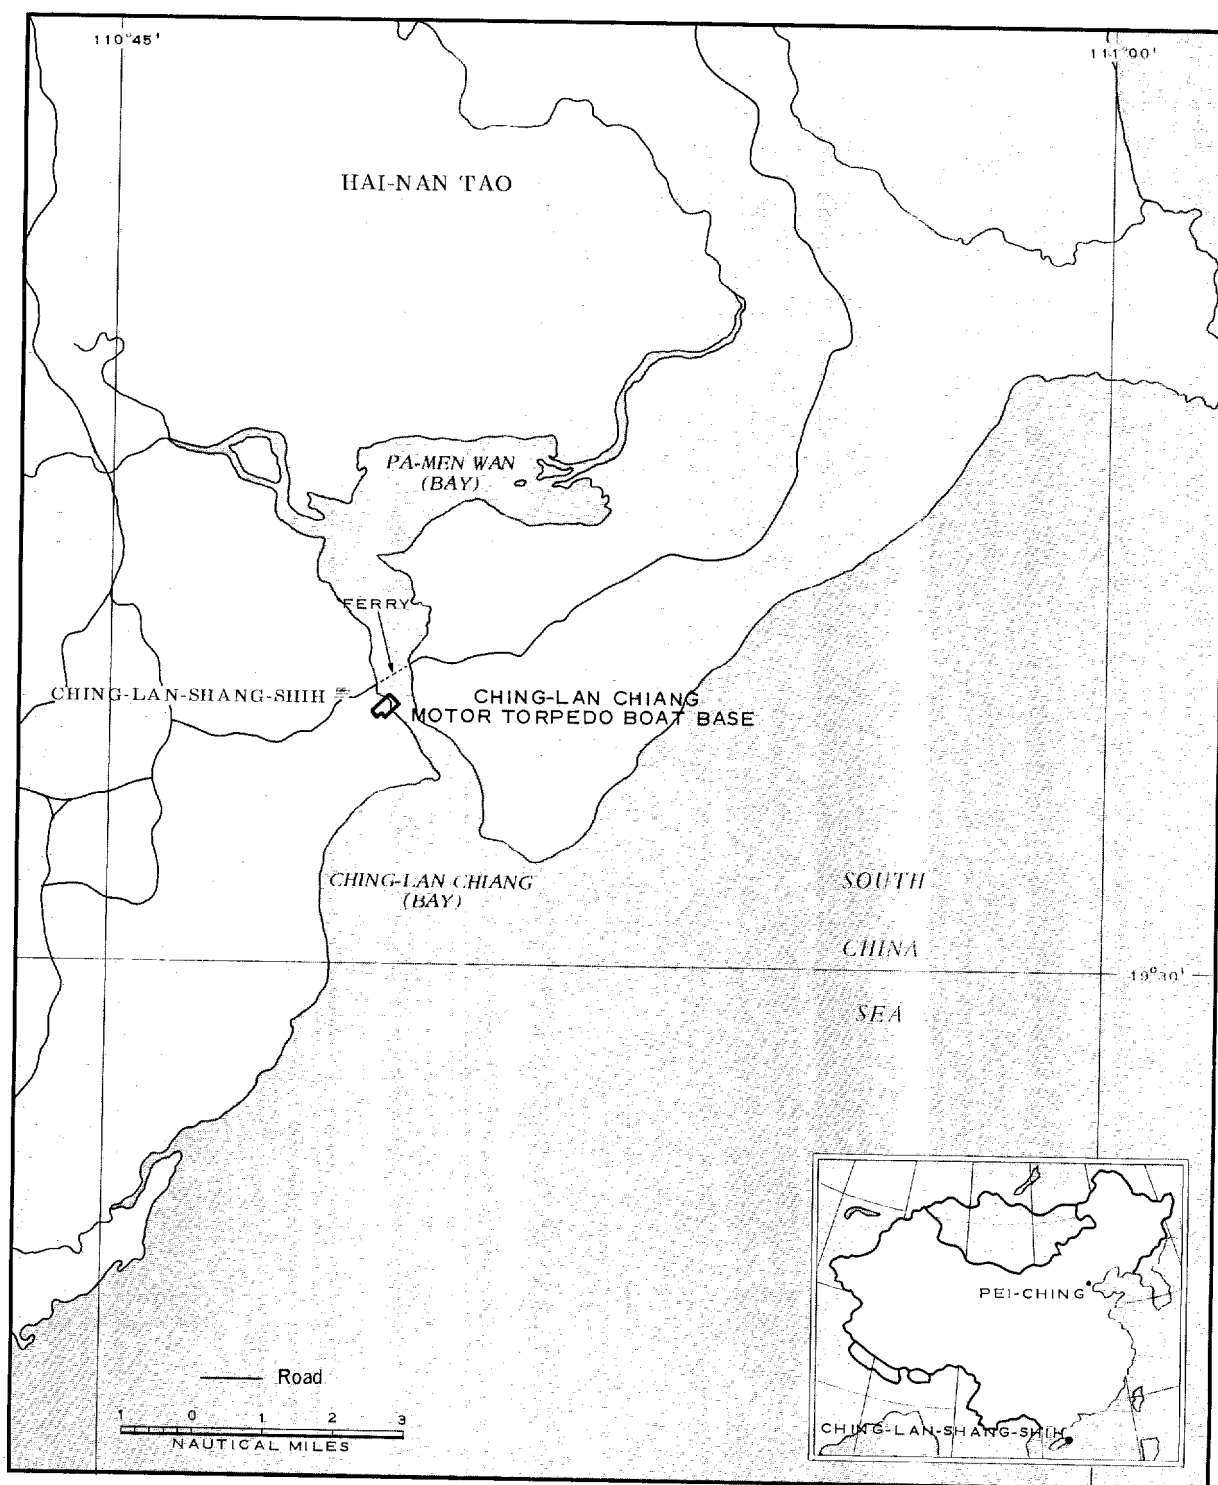 110°45'
111°00'
HAI-NAN TAO
PA-MEN WAN
(BAY)
FERRY
CHING-LAN-SHANG-SHIH
CHING-LAN CHIANG
MOTOR TORPEDO BOAT BASE
CHING-LAN CHIANG
(BAY)
SOUTH
CHINA
SEA
19°30'
PEI-CHING
CHING-LAN-SHANG-SHIH
Road
1 0 1 2 3
NAUTICAL MILES